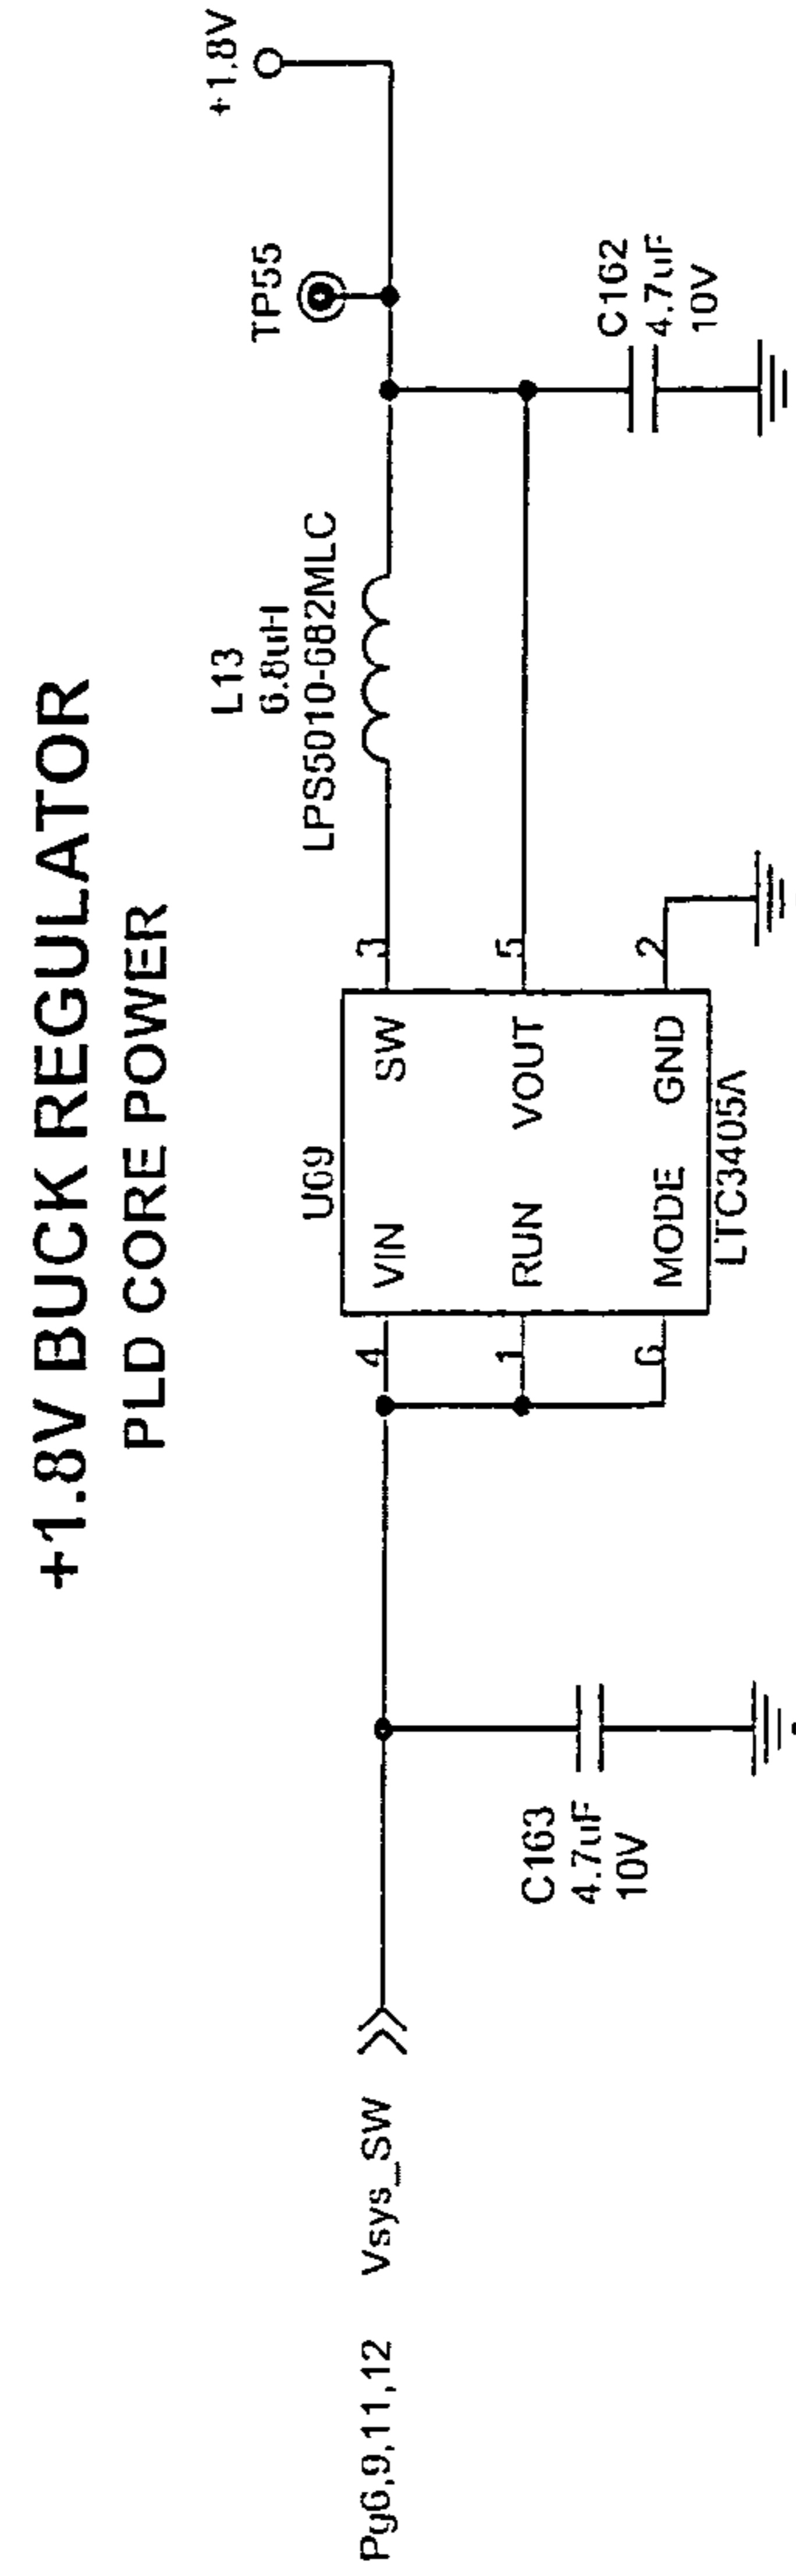 +1.8V BUCK REGULATOR
PLD CORE POWER
Pg6,9,11,12 Vsys_SW
C163
4.7uF
10V
U69
4 VIN SW 3
1 RUN VOUT 5
6 MODE GND 2
LTC3405A
L13
6.8uH
LPS5010-682MLC
TP55
+1.8V
C162
4.7uF
10V